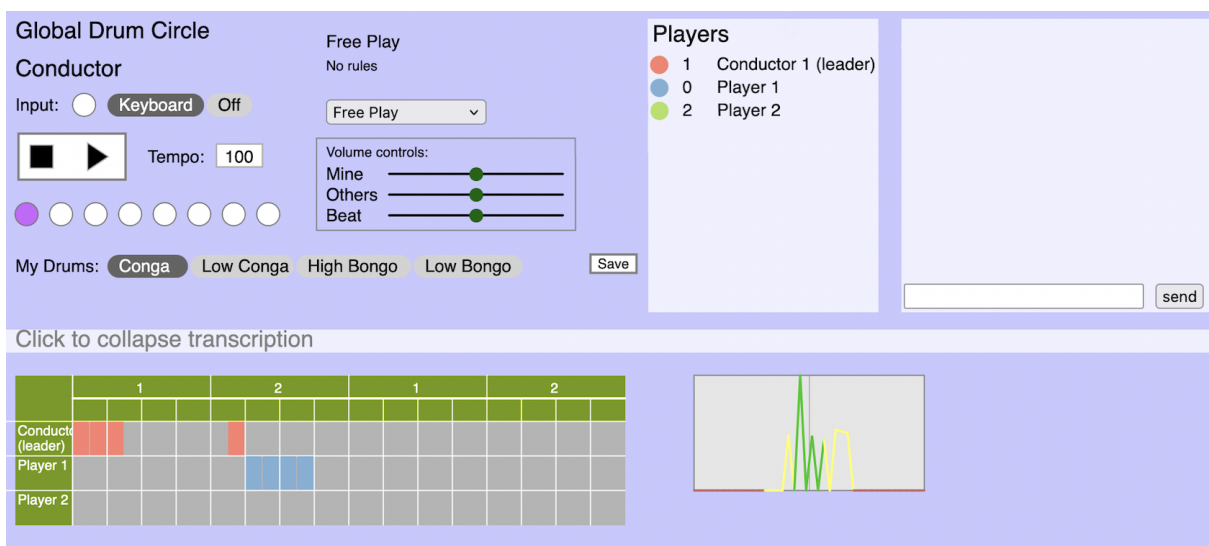 Global Drum Circle
Conductor
Input: Keyboard Off
Tempo: 100
My Drums: Conga Low Conga High Bongo Low Bongo
Free Play
No rules
Free Play
Volume controls:
Mine
Others
Beat
Save
Players
1 Conductor 1 (leader)
0 Player 1
2 Player 2
send
Click to collapse transcription
1 2 1 2
Conducto
(leader)
Player 1
Player 2